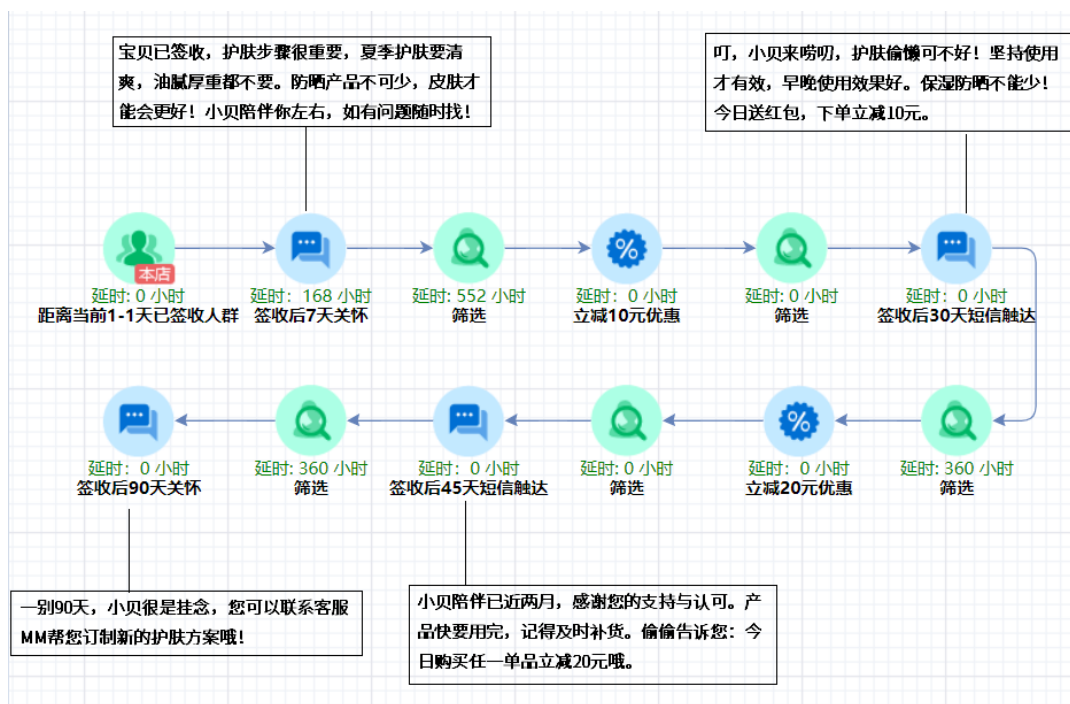 宝贝已签收，护肤步骤很重要，夏季护肤要清
爽，油腻厚重都不要。防晒产品不可少，皮肤才
能会更好！小贝陪伴你左右，如有问题随时找！
叮，小贝来唠叨，护肤偷懒可不好！坚持使用
才有效，早晚使用效果好。保湿防晒不能少！
今日送红包，下单立减10元。
本店
延时: 0 小时
距离当前1-1天已签收人群
延时: 168 小时
签收后7天关怀
延时: 552 小时
筛选
延时: 0 小时
立减10元优惠
延时: 0 小时
筛选
延时: 0 小时
签收后30天短信触达
延时: 0 小时
签收后90天关怀
延时: 360 小时
筛选
延时: 0 小时
签收后45天短信触达
延时: 0 小时
筛选
延时: 0 小时
立减20元优惠
延时: 360 小时
筛选
一别90天，小贝很是挂念，您可以联系客服
MM帮您订制新的护肤方案哦！
小贝陪伴已近两月，感谢您的支持与认可。产
品快要用完，记得及时补货。偷偷告诉您：今
日购买任一单品立减20元哦。